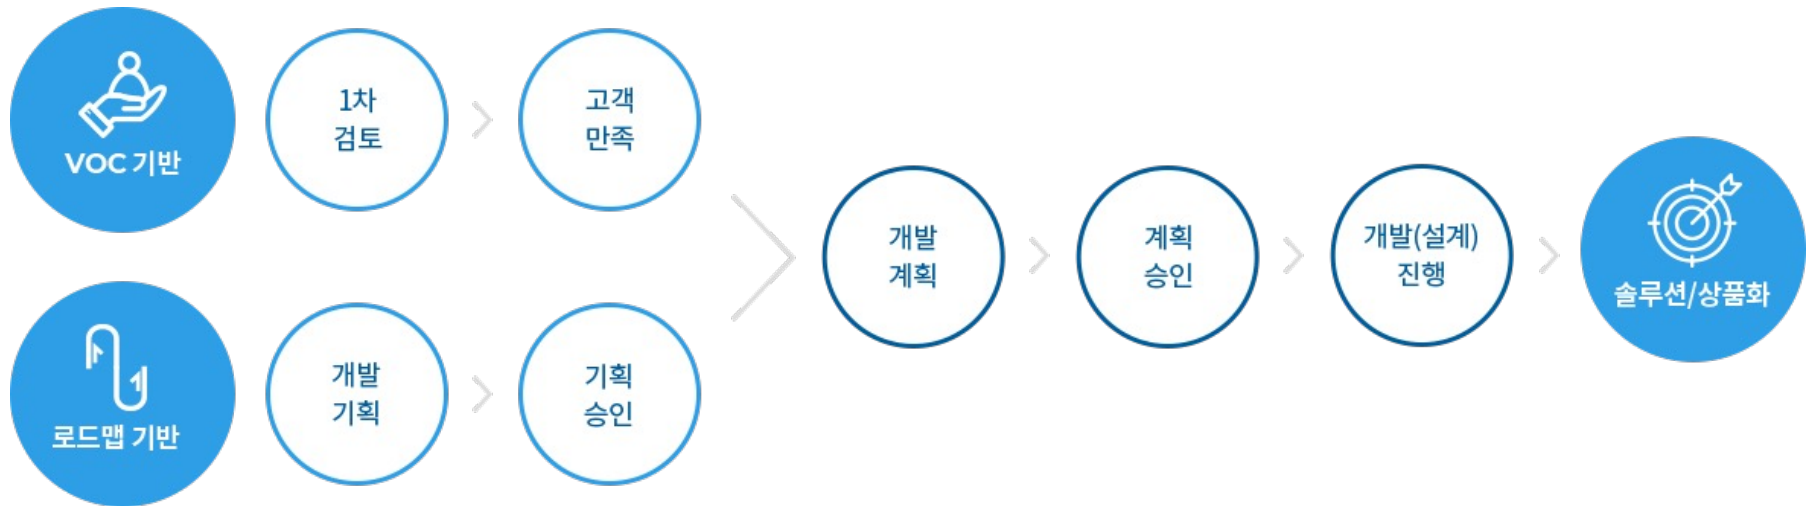 VOC 기반
1차
검토
고객
만족
로드맵 기반
개발
기획
기획
승인
개발
계획
계획
승인
개발(설계)
진행
솔루션/상품화